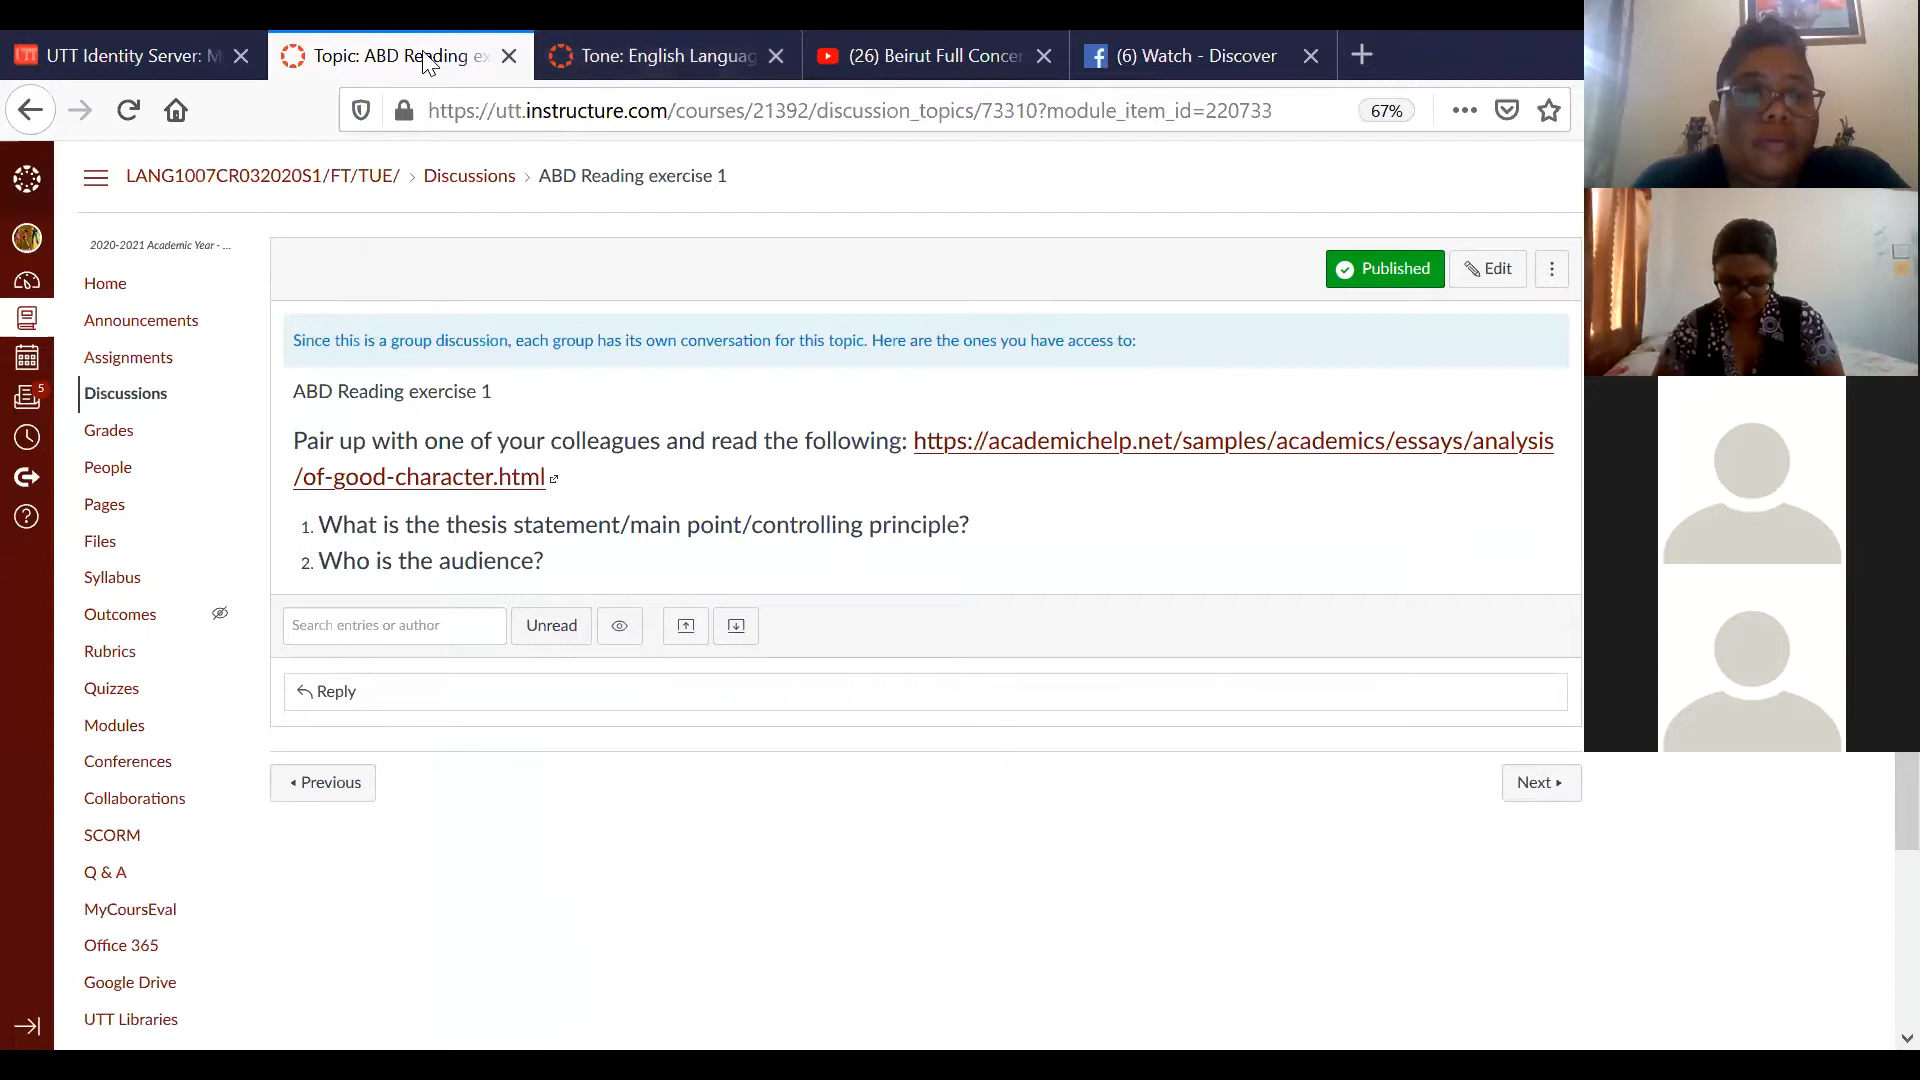 UTT Identity Server: M
Topic: ABD Reading ex
Tone: English Languag
(26) Beirut Full Concer
(6) Watch - Discover
https://utt.instructure.com/courses/21392/discussion_topics/73310?module_item_id=220733
67%
LANG1007CR032020S1/FT/TUE/ › Discussions › ABD Reading exercise 1
2020-2021 Academic Year - ...
Home
Announcements
Assignments
Discussions
Grades
People
Pages
Files
Syllabus
Outcomes
Rubrics
Quizzes
Modules
Conferences
Collaborations
SCORM
Q & A
MyCoursEval
Office 365
Google Drive
UTT Libraries
5
Published
Edit
Since this is a group discussion, each group has its own conversation for this topic. Here are the ones you have access to:
ABD Reading exercise 1
Pair up with one of your colleagues and read the following: https://academichelp.net/samples/academics/essays/analysis
/of-good-character.html
1. What is the thesis statement/main point/controlling principle?
2. Who is the audience?
Search entries or author
Unread
Reply
Previous
Next